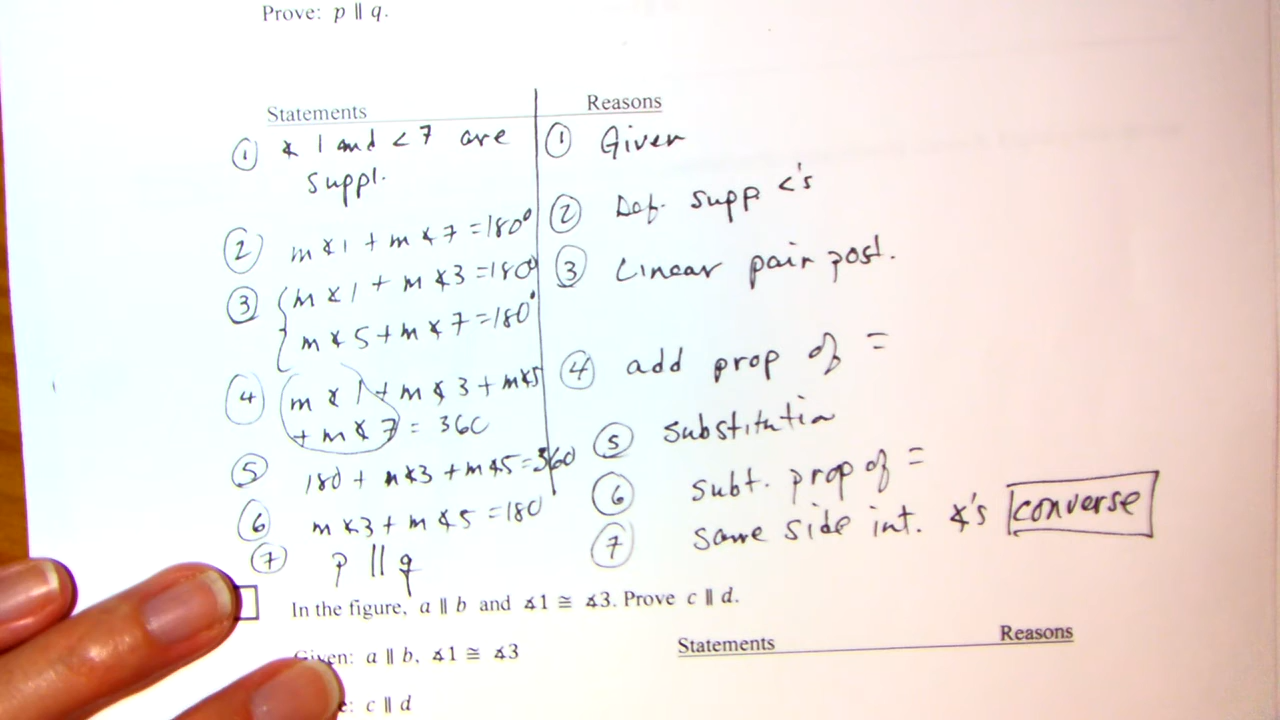 Prove: p ∥ q.
Statements Reasons
① ∡ 1 and < 7 are ① Given
suppl.
② m ∡ 1 + m ∡ 7 = 180° ② Def. supp. <'s
③ m ∡ 1 + m ∡ 3 = 180° ③ Linear pair post.
m ∡ 5 + m ∡ 7 = 180°
④ m ∡ 1 + m ∡ 3 + m ∡ 5 ④ add prop of =
+ m ∡ 7 = 360
⑤ 180 + m ∡ 3 + m ∡ 5 = 360 ⑤ substitution
⑥ m ∡ 3 + m ∡ 5 = 180 ⑥ subt. prop of =
⑦ p ∥ q ⑦ same side int. ∡'s converse
In the figure, a ∥ b and ∡1 ≅ ∡3. Prove c ∥ d.
Statements Reasons
Given: a ∥ b, ∡1 ≅ ∡3
e: c ∥ d